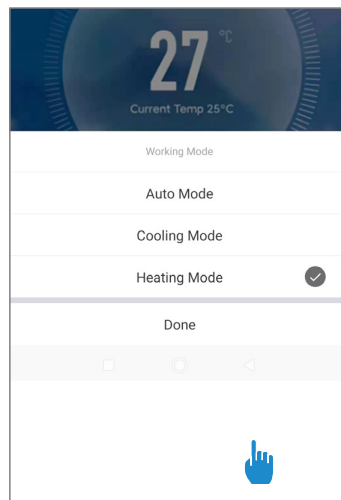 27 °C
Current Temp 25°C
Working Mode
Auto Mode
Cooling Mode
Heating Mode
Done